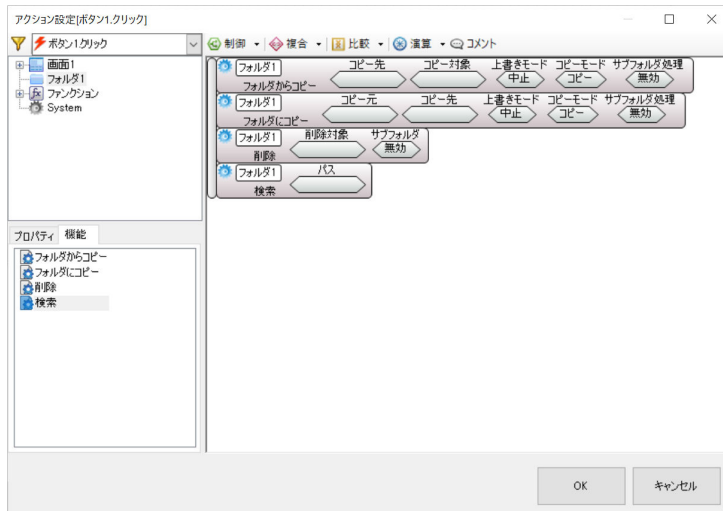 アクション設定[ボタン1.クリック]
ボタン1.クリック
制御 複合 比較 演算 コメント
画面1
フォルダ1
ファンクション
System
フォルダ1 コピー先 コピー対象 上書きモード コピーモード サブフォルダ処理
フォルダからコピー 中止 コピー 無効
フォルダ1 コピー元 コピー先 上書きモード コピーモード サブフォルダ処理
フォルダにコピー 中止 コピー 無効
フォルダ1 削除対象 サブフォルダ
削除 無効
フォルダ1 パス
検索
プロパティ 機能
フォルダからコピー
フォルダにコピー
削除
検索
OK キャンセル